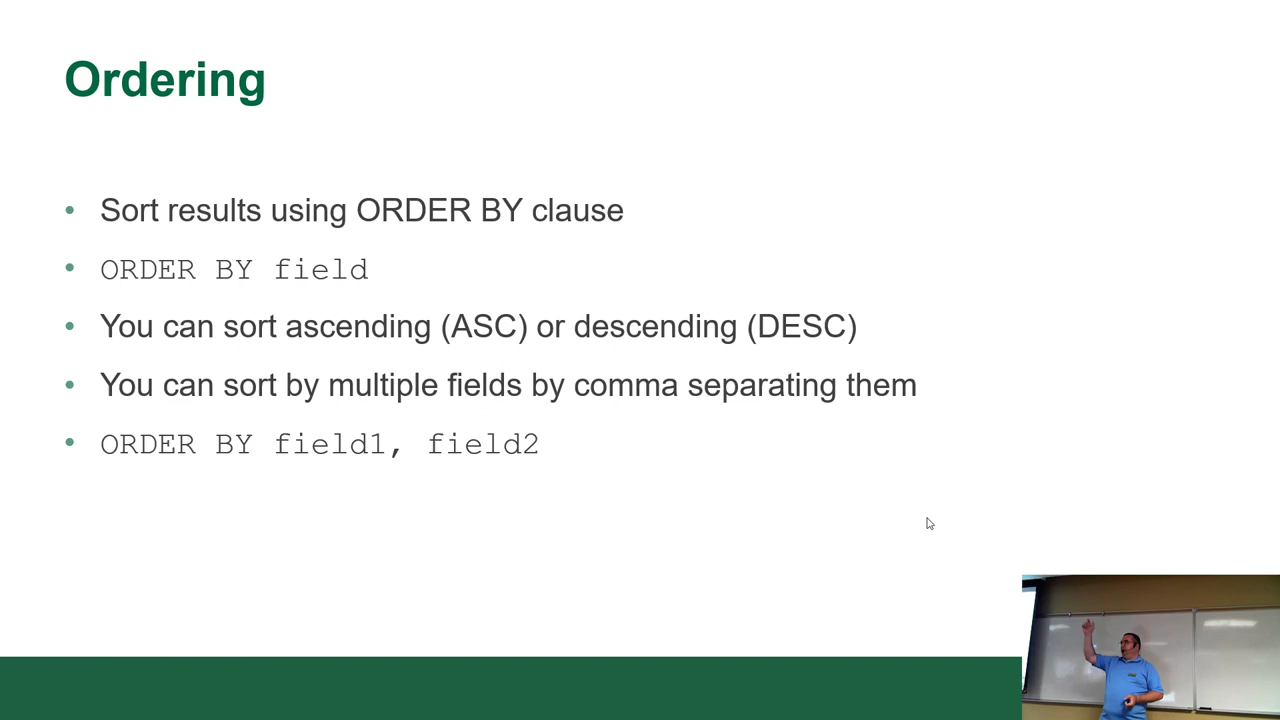 Ordering
• Sort results using ORDER BY clause
• ORDER BY field
• You can sort ascending (ASC) or descending (DESC)
• You can sort by multiple fields by comma separating them
• ORDER BY field1, field2